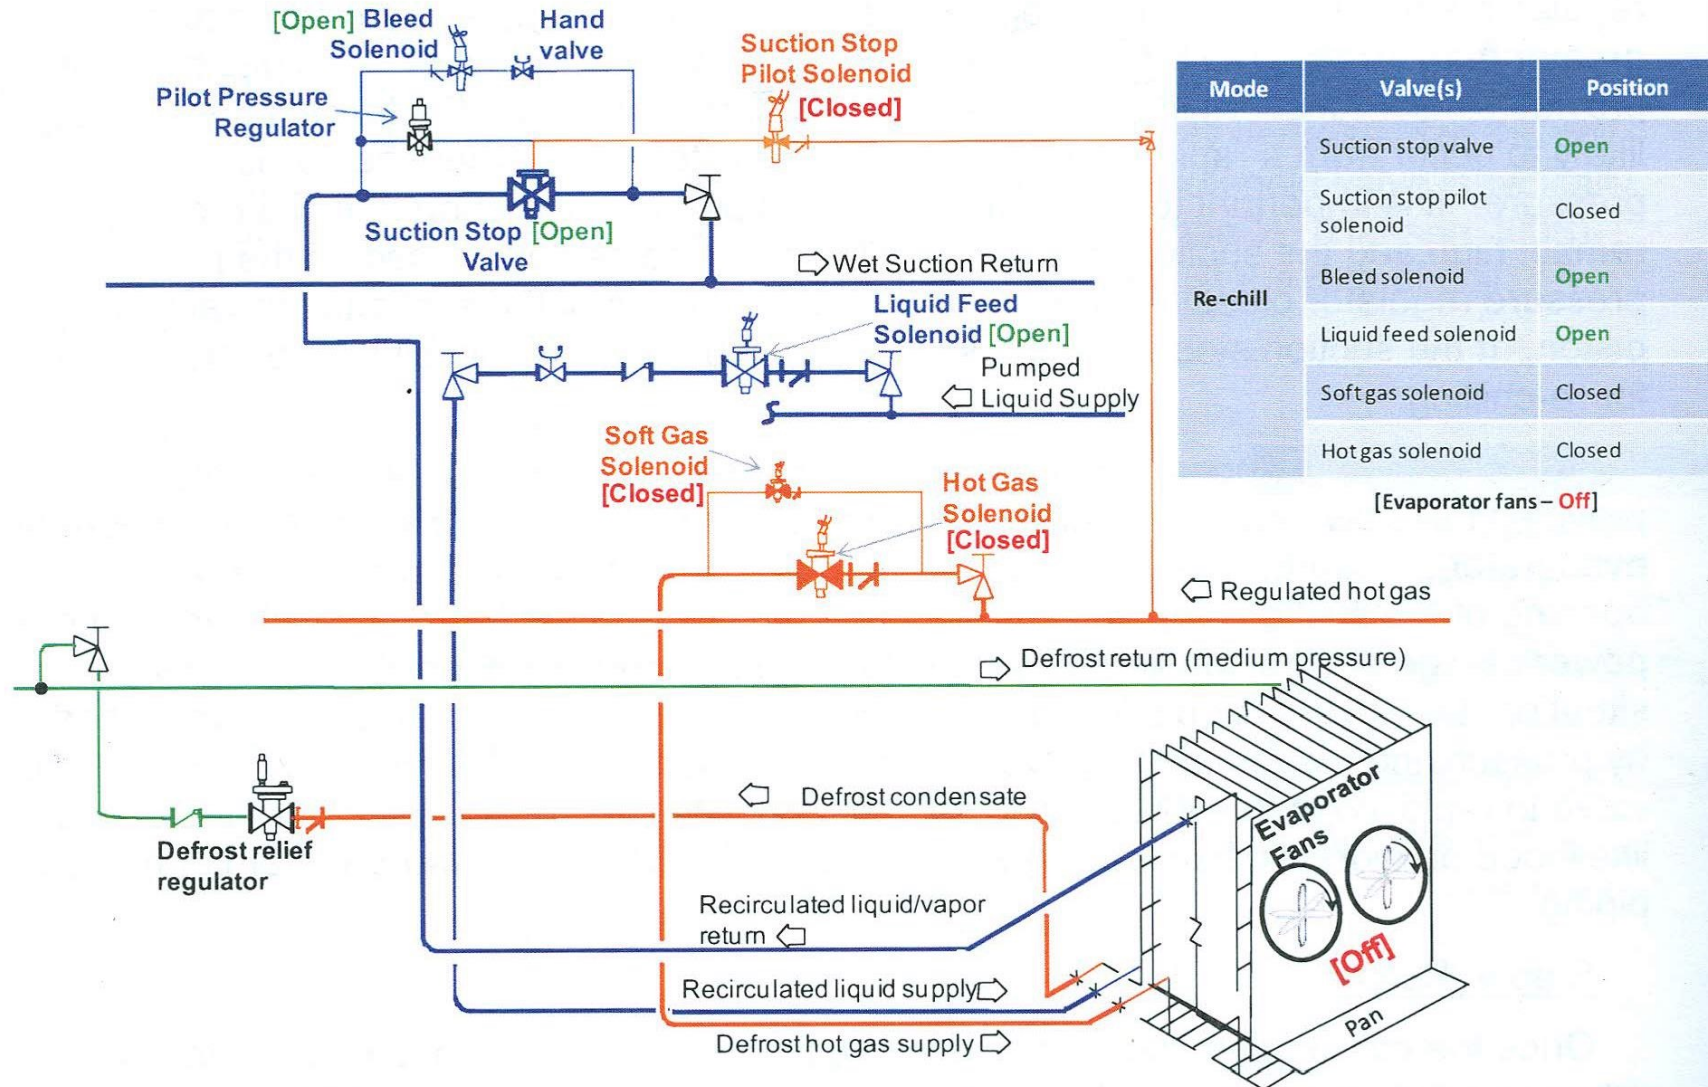 [Open] Bleed
Solenoid
Hand
valve
Pilot Pressure
Regulator
Suction Stop
Pilot Solenoid
[Closed]
Suction Stop [Open]
Valve
Wet Suction Return
Liquid Feed
Solenoid [Open]
Pumped
Liquid Supply
Soft Gas
Solenoid
[Closed]
Hot Gas
Solenoid
[Closed]
Mode Valve(s) Position
Re-chill
Suction stop valve Open
Suction stop pilot
solenoid Closed
Bleed solenoid Open
Liquid feed solenoid Open
Soft gas solenoid Closed
Hot gas solenoid Closed
[Evaporator fans – Off]
Regulated hot gas
Defrost return (medium pressure)
Defrost condensate
Defrost relief
regulator
Evaporator
Fans
[Off]
Pan
Recirculated liquid/vapor
return
Recirculated liquid supply
Defrost hot gas supply